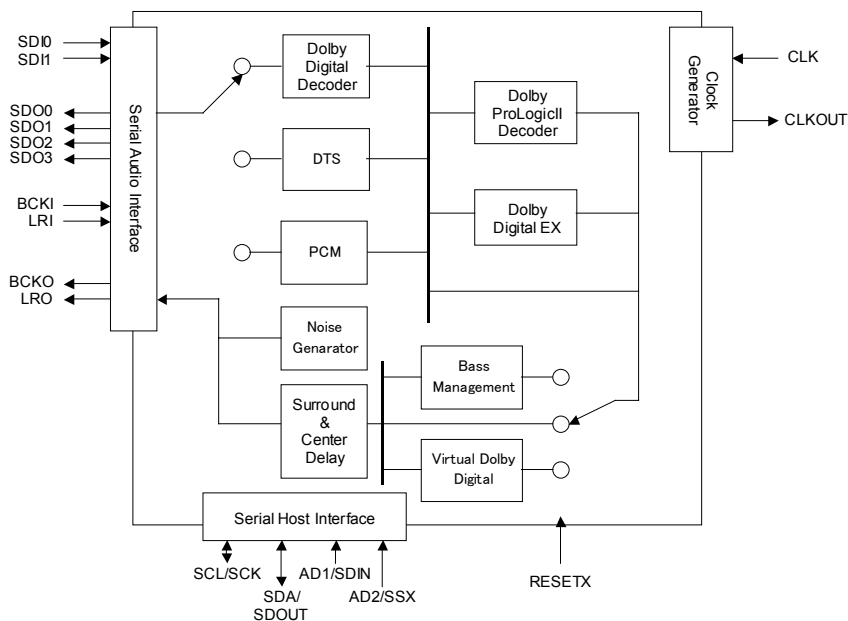 SDI0
SDI1
SDO0
SDO1
SDO2
SDO3
BCKI
LRI
BCKO
LRO
Serial Audio Interface
Dolby
Digital
Decoder
DTS
PCM
Noise
Genarator
Surround
&
Center
Delay
Dolby
ProLogicII
Decoder
Dolby
Digital EX
Bass
Management
Virtual Dolby
Digital
Clock
Generator
CLK
CLKOUT
Serial Host Interface
SCL/SCK
SDA/
SDOUT
AD1/SDIN
AD2/SSX
RESETX